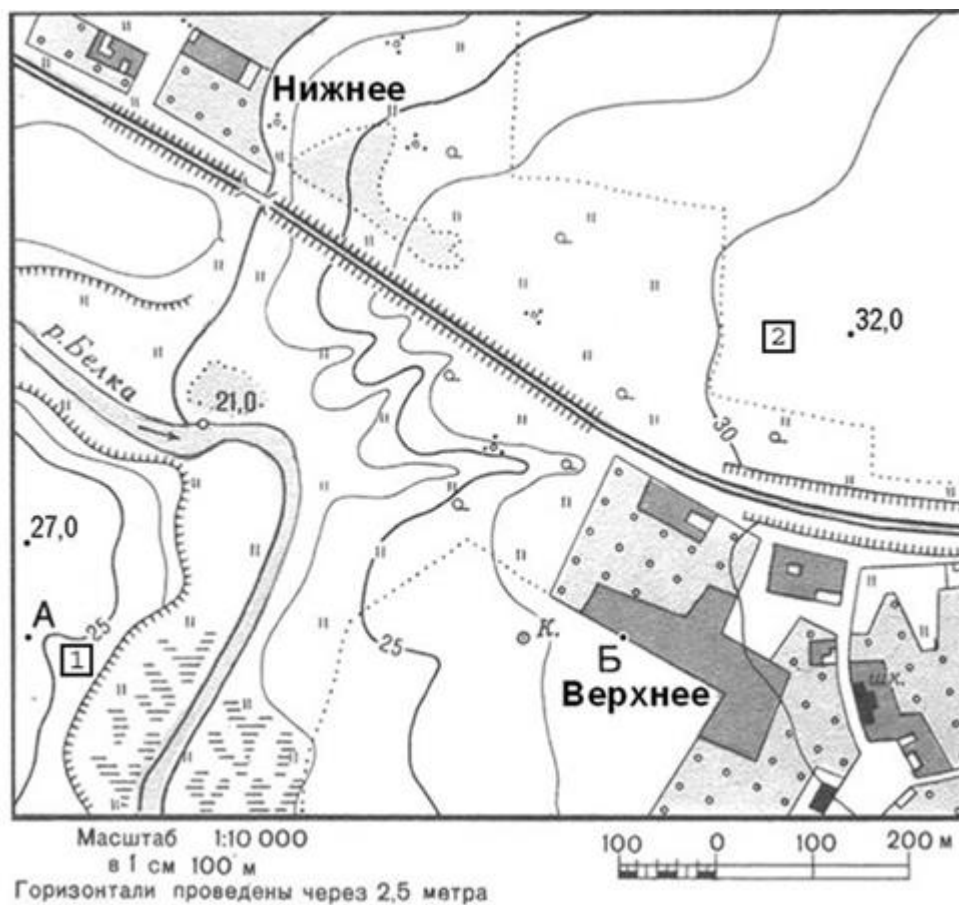 Нижнее
р. Белка
21,0
2
32,0
30
27,0
А
25
1
25
К.
Б
Верхнее
шк.
Масштаб 1:10 000
в 1 см 100 м
Горизонтали проведены через 2,5 метра
100 0 100 200 м